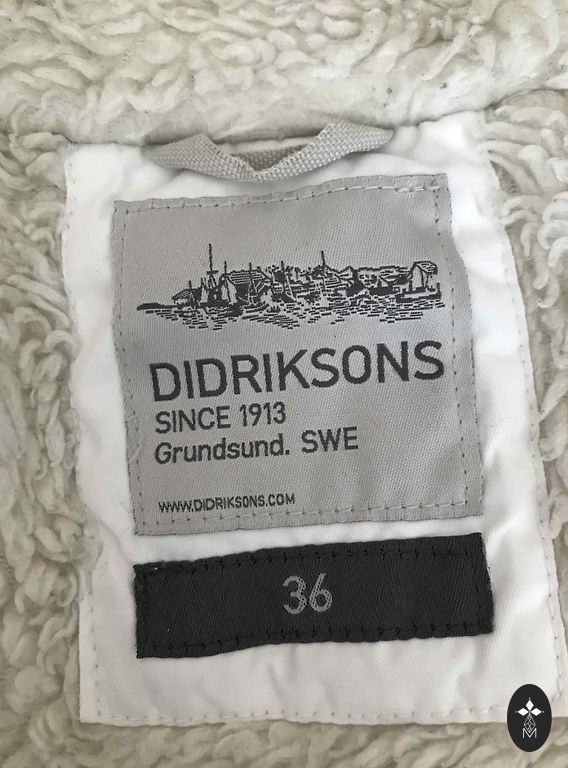 DIDRIKSONS
SINCE 1913
Grundsund. SWE
WWW.DIDRIKSONS.COM
36
M